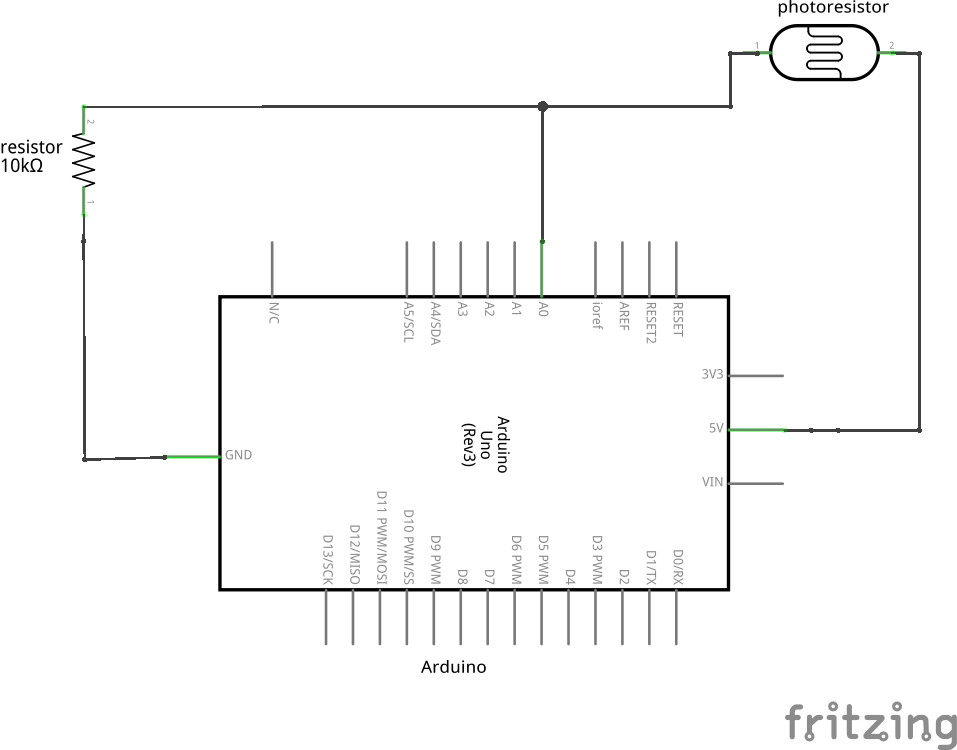 photoresistor
1
2
2
resistor
10kΩ
1
N/C
A5/SCL
A4/SDA
A3
A2
A1
A0
ioref
AREF
RESET2
RESET
3V3
5V
VIN
GND
Arduino
Uno
(Rev3)
D13/SCK
D12/MISO
D11 PWM/MOSI
D10 PWM/SS
D9 PWM
D8
D7
D6 PWM
D5 PWM
D4
D3 PWM
D2
D1/TX
D0/RX
Arduino
fritzing